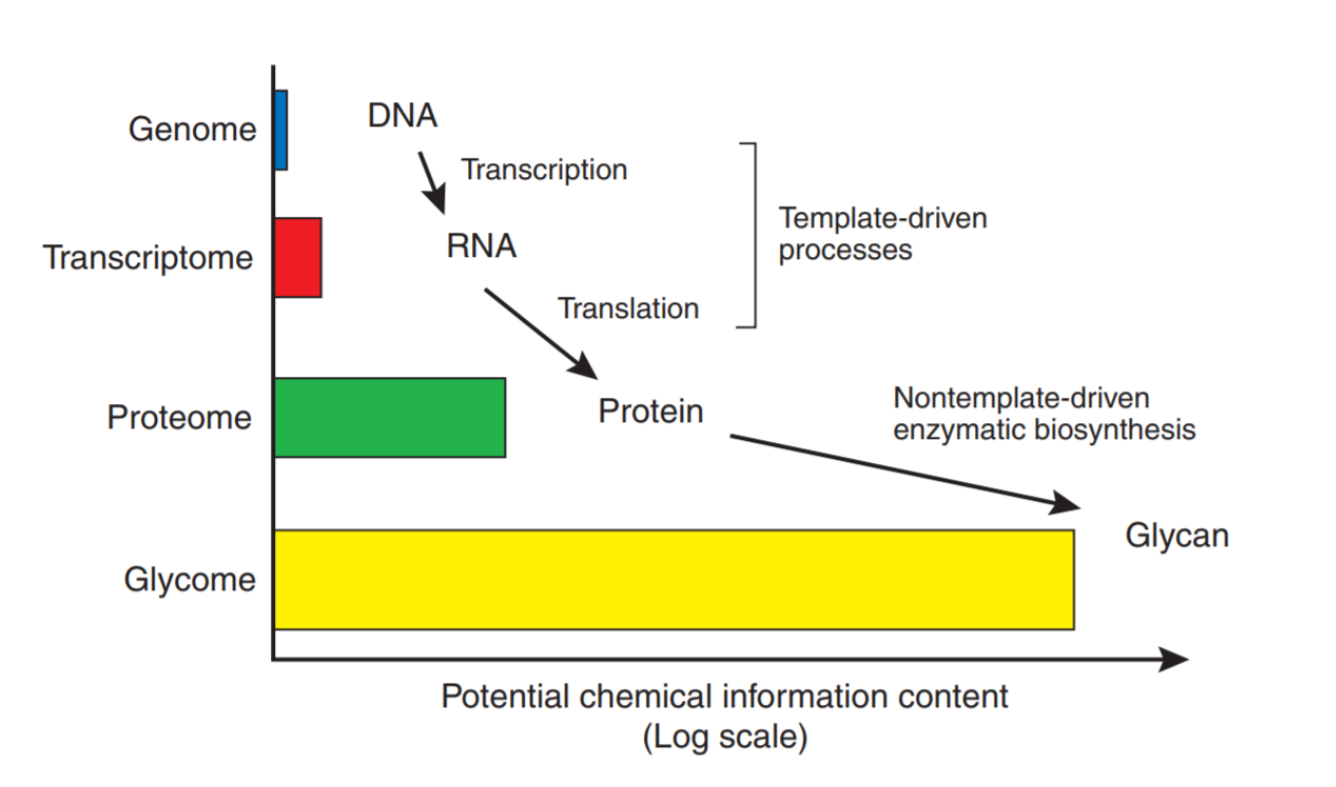 Genome
DNA
Transcription
Transcriptome
RNA
Template-driven
processes
Translation
Proteome
Protein
Nontemplate-driven
enzymatic biosynthesis
Glycome
Glycan
Potential chemical information content
(Log scale)